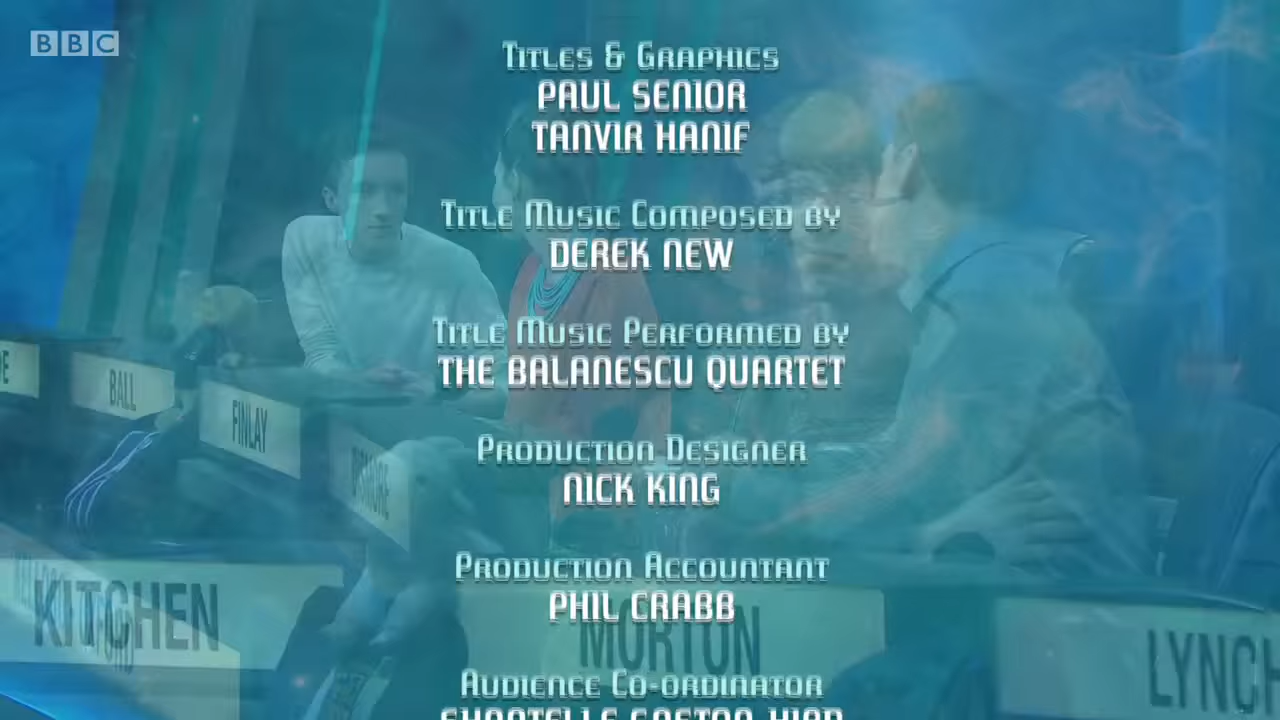 BBC
TITLES & GRAPHICS
PAUL SENIOR
TANVIR HANIF
TITLE MUSIC COMPOSED BY
DEREK NEW
TITLE MUSIC PERFORMED BY
THE BALANESCU QUARTET
PRODUCTION DESIGNER
NICK KING
PRODUCTION ACCOUNTANT
PHIL CRABB
AUDIENCE CO-ORDINATOR
BALL
FINLAY
KITCHEN
MORTON
LYNCH